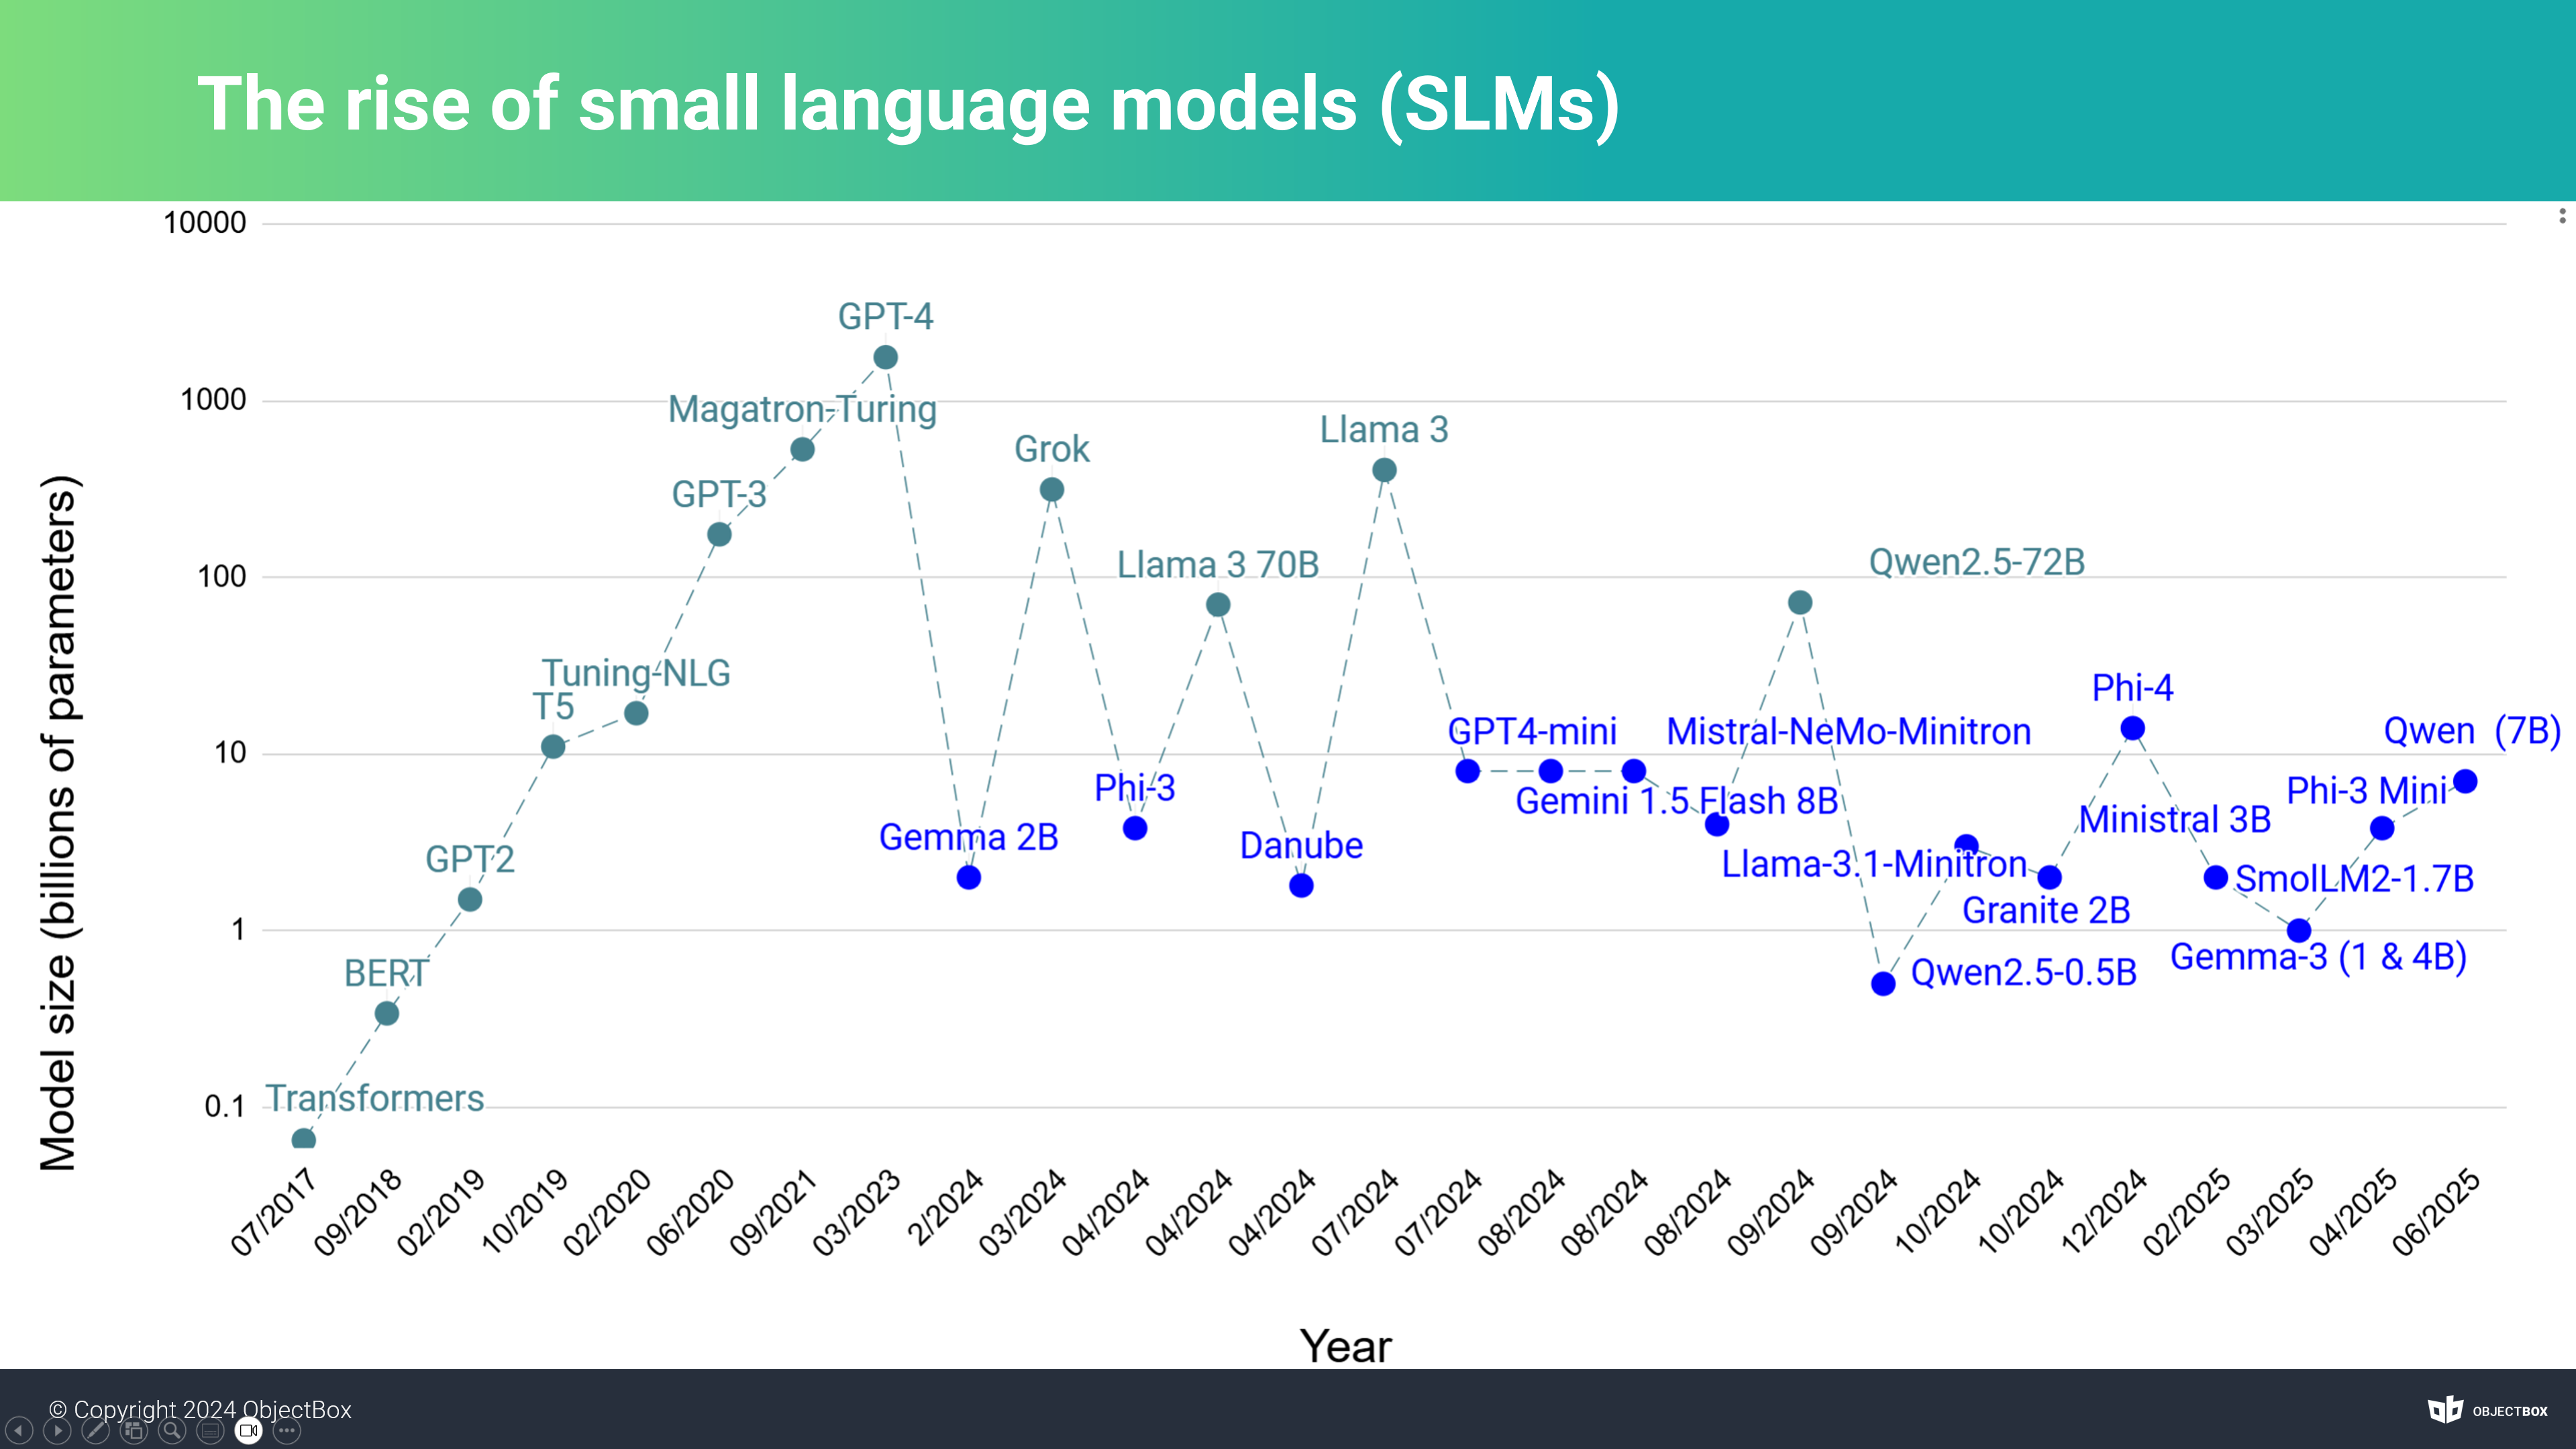 The rise of small language models (SLMs)
Model size (billions of parameters)
10000
1000
100
10
1
0.1
GPT-4
Magatron-Turing
Grok
Llama 3
GPT-3
Llama 3 70B
Qwen2.5-72B
Tuning-NLG
T5
Phi-4
GPT4-mini
Mistral-NeMo-Minitron
Qwen (7B)
Phi-3
Gemini 1.5 Flash 8B
Phi-3 Mini
Ministral 3B
Gemma 2B
Danube
GPT2
Llama-3.1-Minitron
SmolLM2-1.7B
Granite 2B
Gemma-3 (1 & 4B)
BERT
Qwen2.5-0.5B
Transformers
07/2017
09/2018
02/2019
10/2019
02/2020
06/2020
09/2021
03/2023
2/2024
03/2024
04/2024
04/2024
04/2024
07/2024
07/2024
08/2024
08/2024
08/2024
09/2024
09/2024
10/2024
10/2024
12/2024
02/2025
03/2025
04/2025
06/2025
Year
© Copyright 2024 ObjectBox
OBJECTBOX